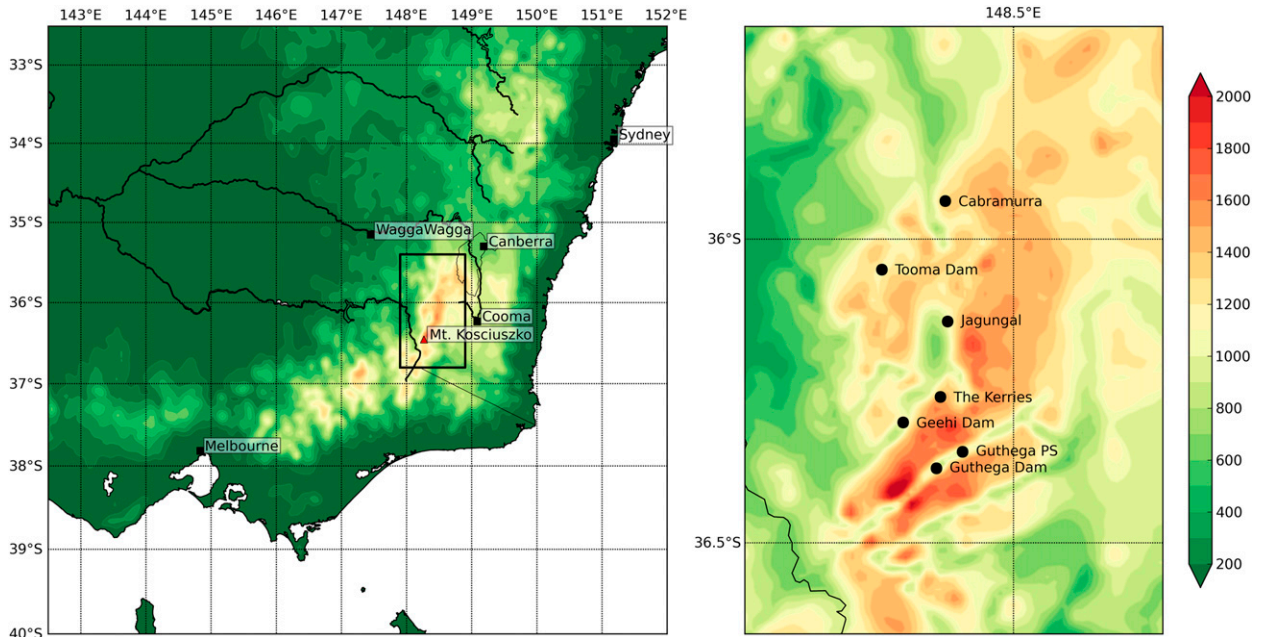 143°E 144°E 145°E 146°E 147°E 148°E 149°E 150°E 151°E 152°E
33°S
34°S
35°S
36°S
37°S
38°S
39°S
40°S
Sydney
WaggaWagga
Canberra
Cooma
Mt. Kosciuszko
Melbourne
148.5°E
36°S
36.5°S
Cabramurra
Tooma Dam
Jagungal
The Kerries
Geehi Dam
Guthega PS
Guthega Dam
2000
1800
1600
1400
1200
1000
800
600
400
200